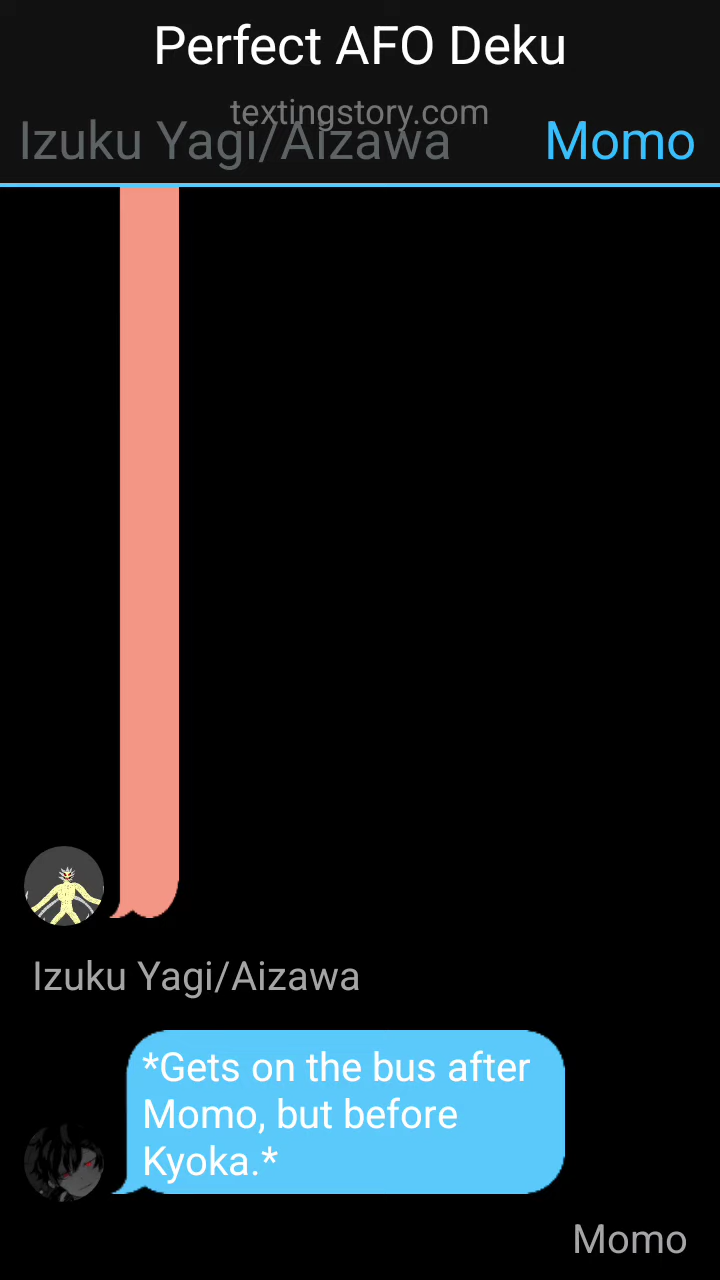 Perfect AFO Deku
textingstory.com
Izuku Yagi/Aizawa
Momo
Izuku Yagi/Aizawa
*Gets on the bus after
Momo, but before
Kyoka.*
Momo